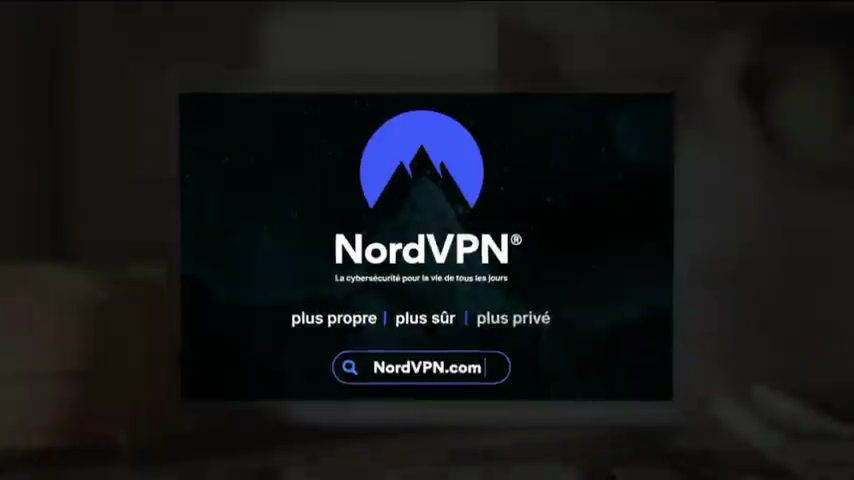 NordVPN®
La cybersécurité pour la vie de tous les jours
plus propre | plus sûr | plus privé
NordVPN.com